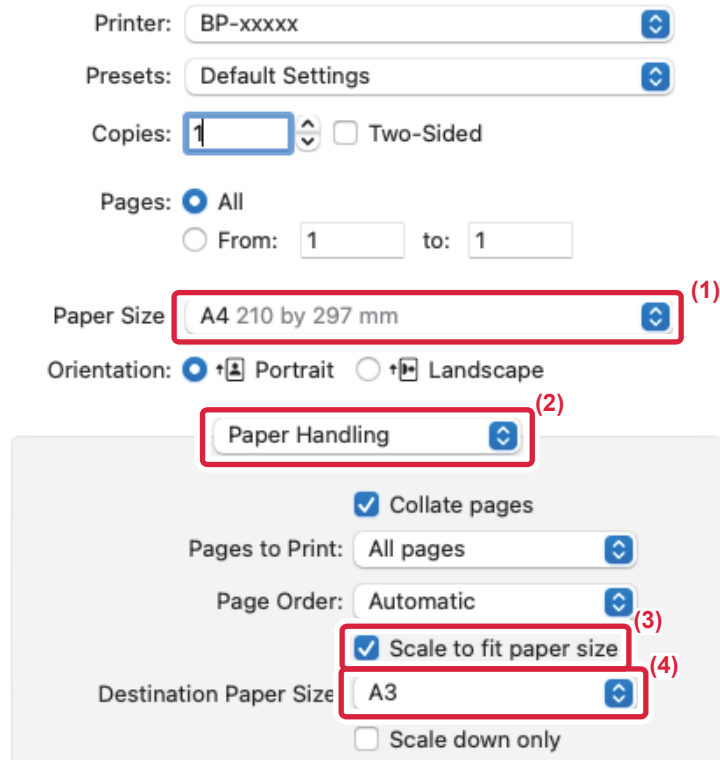 Printer: BP-xxxxx
Presets: Default Settings
Copies: 1 Two-Sided
Pages: All
From: 1 to: 1
(1)
Paper Size A4 210 by 297 mm
Orientation: Portrait Landscape
(2)
Paper Handling
Collate pages
Pages to Print: All pages
Page Order: Automatic
(3)
Scale to fit paper size
(4)
Destination Paper Size A3
Scale down only